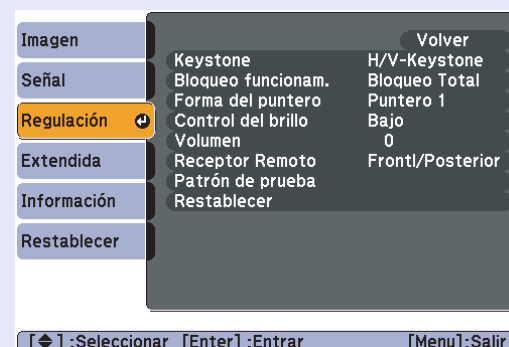 Imagen
Señal
Regulación
Extendida
Información
Restablecer
Volver
Keystone H/V-Keystone
Bloqueo funcionam. Bloqueo Total
Forma del puntero Puntero 1
Control del brillo Bajo
Volumen 0
Receptor Remoto Frontl/Posterior
Patrón de prueba
Restablecer
[◆] :Seleccionar [Enter] :Entrar [Menu]:Salir